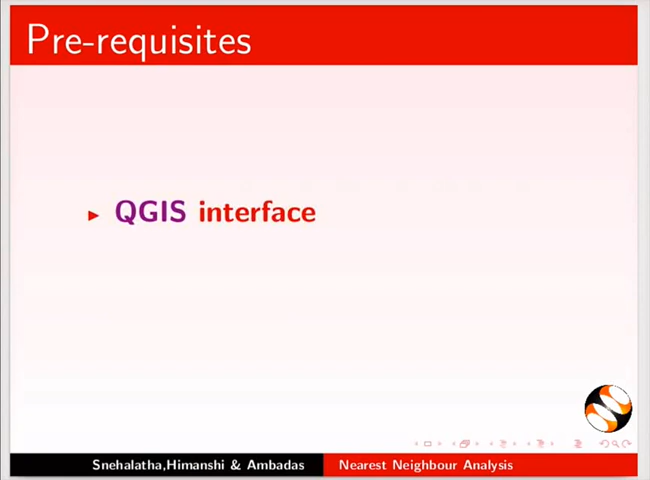 Pre-requisites
QGIS interface
Snehalatha,Himanshi & Ambadas
Nearest Neighbour Analysis